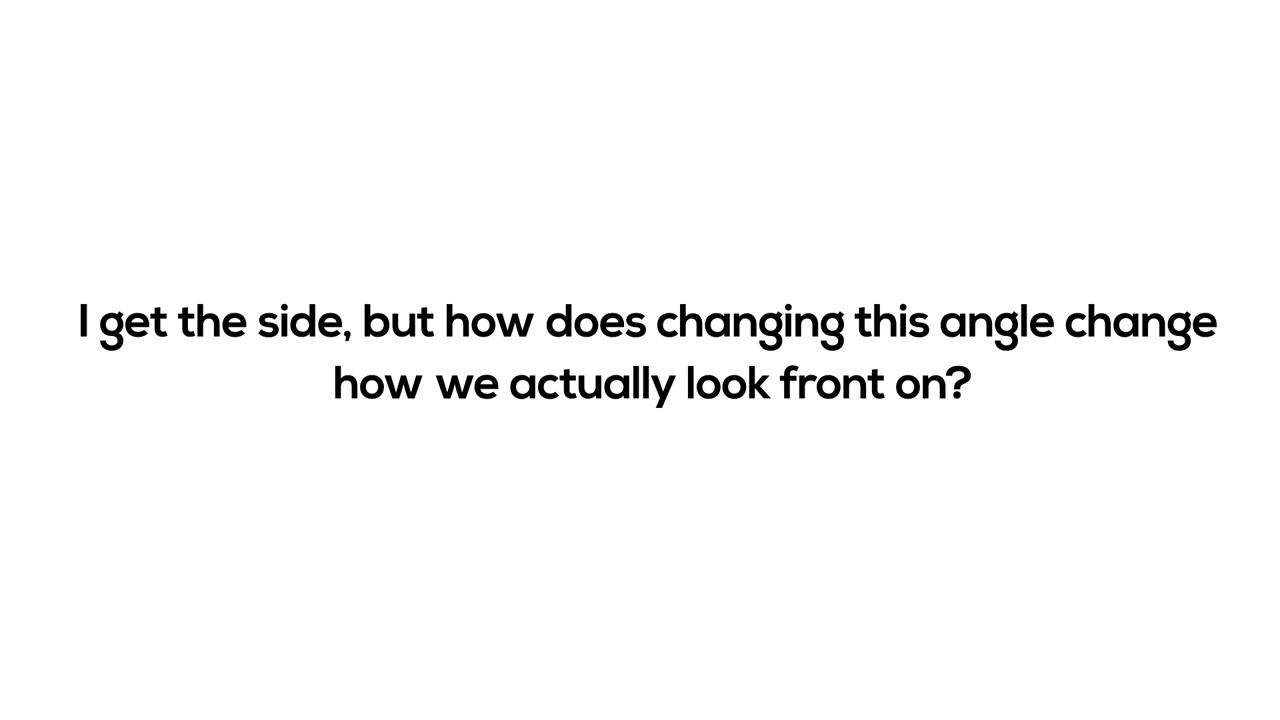 I get the side, but how does changing this angle change
how we actually look front on?